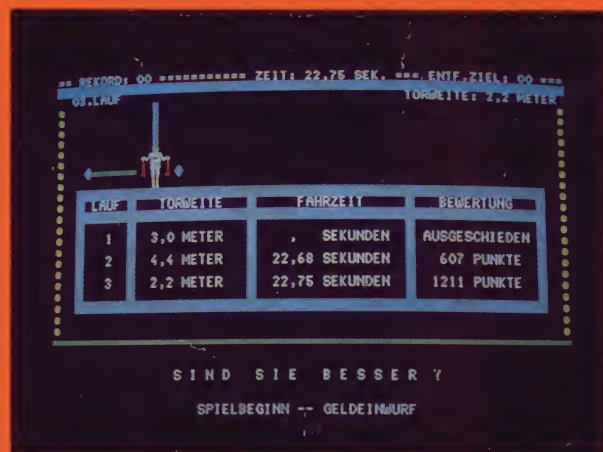 == REKORD: 00 =========== ZEIT: 22,75 SEK. === ENTF.ZIEL: 00 ===
03.LAUF TORWEITE: 2,2 METER
LAUF TORWEITE FAHRZEIT BEWERTUNG
1 3,0 METER , SEKUNDEN AUSGESCHIEDEN
2 4,4 METER 22,68 SEKUNDEN 607 PUNKTE
3 2,2 METER 22,75 SEKUNDEN 1211 PUNKTE
SIND SIE BESSER ?
SPIELBEGINN -- GELDEINWURF